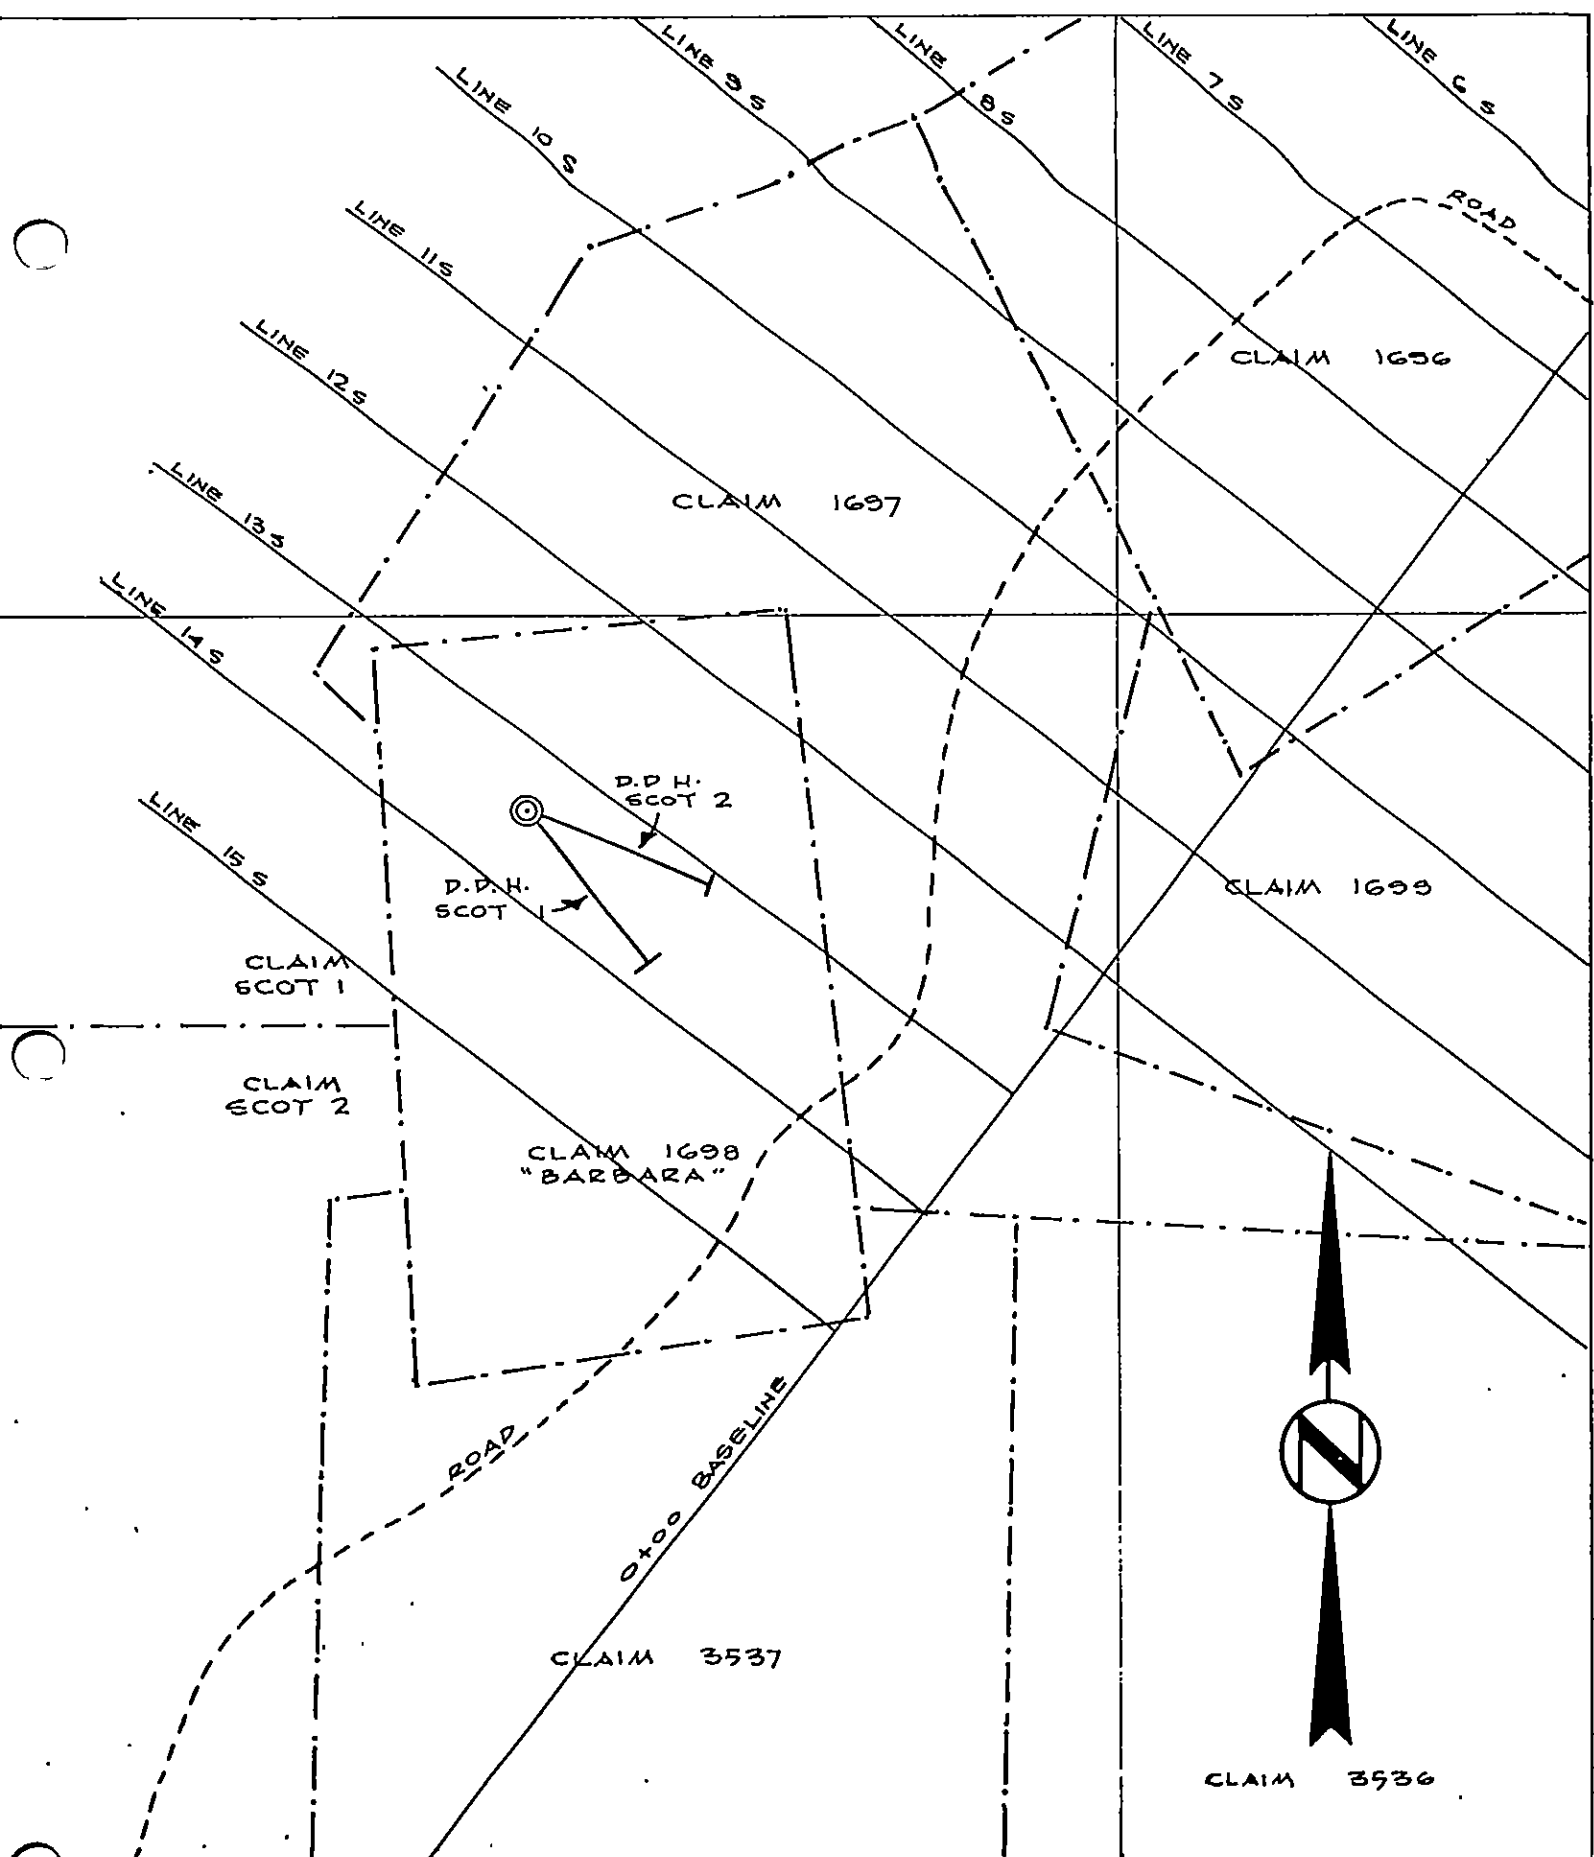 LINE 9 S
LINE 8 S
LINE 7 S
LINE 6 S
LINE 10 S
ROAD
LINE 11 S
LINE 12 S
CLAIM 1696
LINE 13 S
CLAIM 1697
LINE 14 S
D.D.H.
SCOT 2
LINE 15 S
D.D.H.
SCOT 1
CLAIM 1699
CLAIM
SCOT 1
CLAIM
SCOT 2
CLAIM 1698
"BARBARA"
ROAD
0+00 BASELINE
N
CLAIM 3537
CLAIM 3536